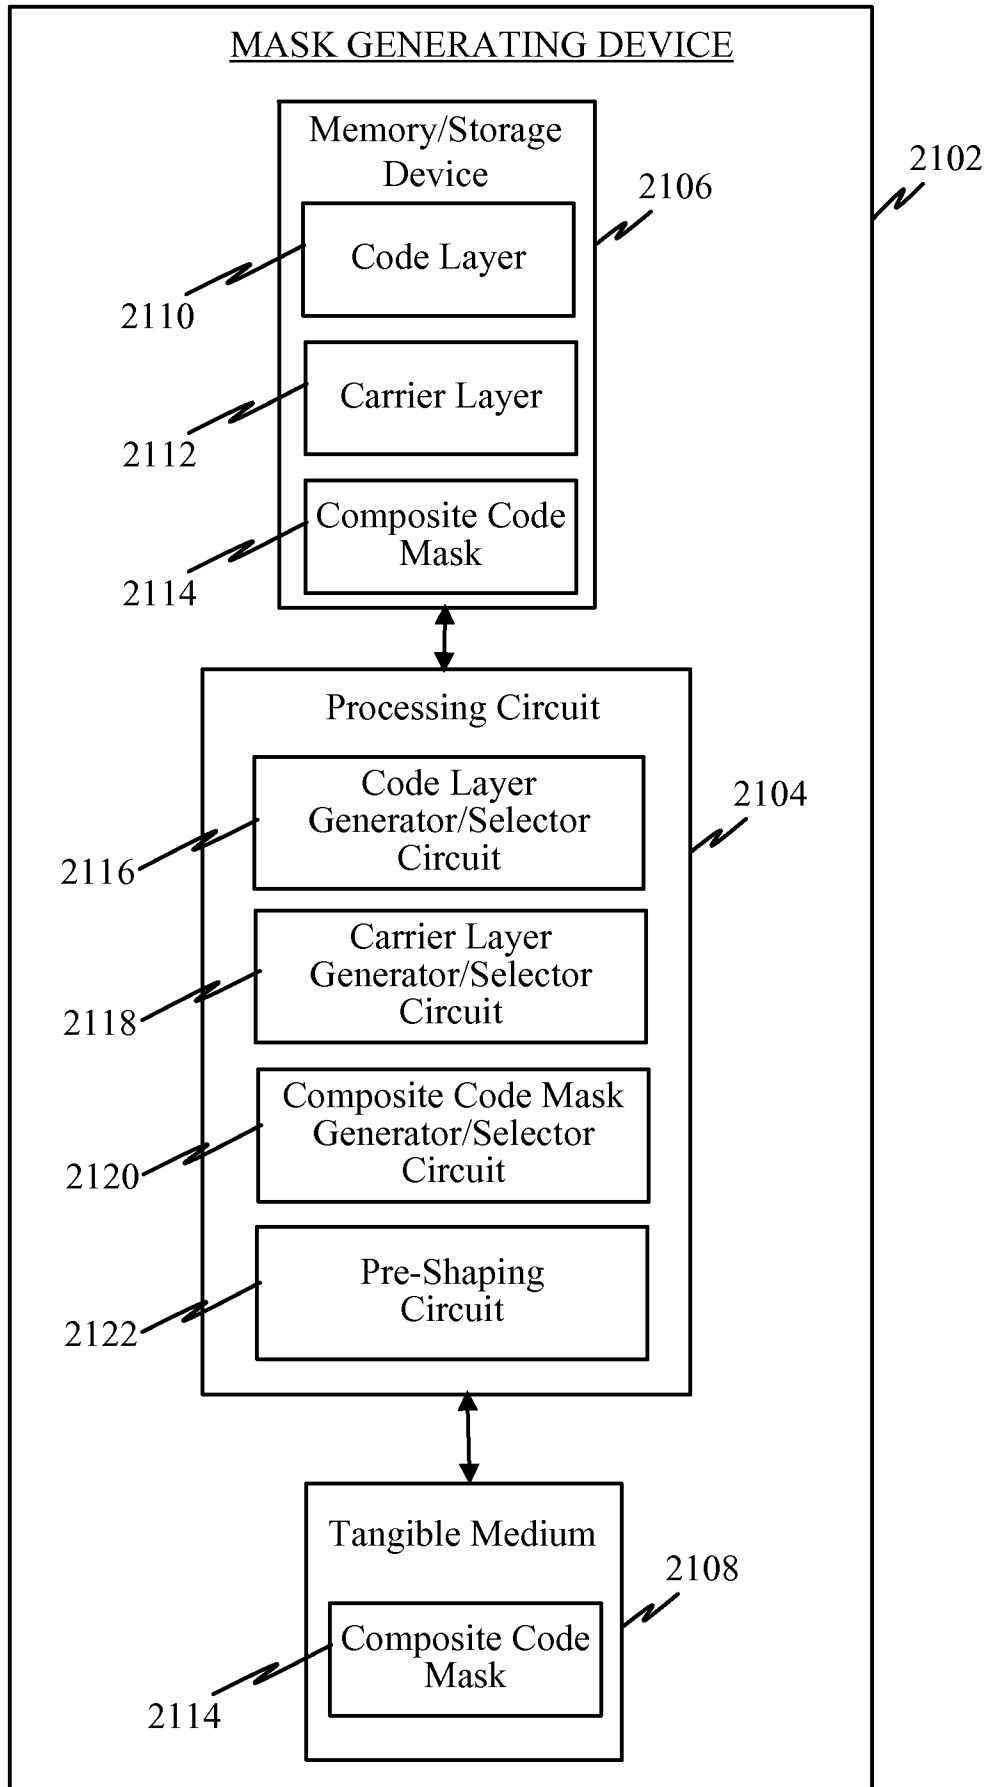 MASK GENERATING DEVICE
Memory/Storage
Device
2102
2106
Code Layer
2110
Carrier Layer
2112
Composite Code
Mask
2114
Processing Circuit
Code Layer
Generator/Selector
Circuit
2104
2116
Carrier Layer
Generator/Selector
Circuit
2118
Composite Code Mask
Generator/Selector
Circuit
2120
Pre-Shaping
Circuit
2122
Tangible Medium
2108
Composite Code
Mask
2114